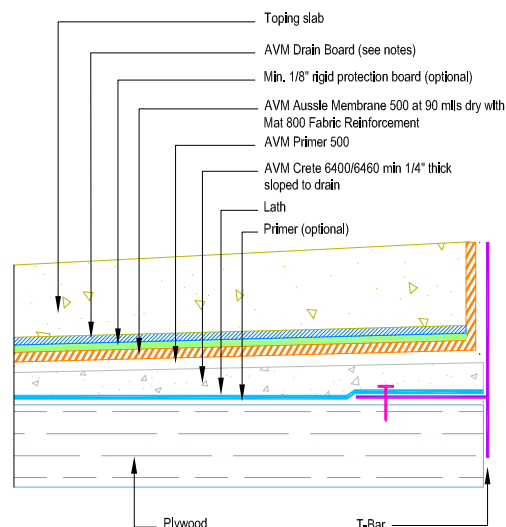 Toping slab
AVM Drain Board (see notes)
Min. 1/8" rigid protection board (optional)
AVM Aussie Membrane 500 at 90 mils dry with
Mat 800 Fabric Reinforcement
AVM Primer 500
AVM Crete 6400/6460 min 1/4" thick
sloped to drain
Lath
Primer (optional)
Plywood
T-Bar